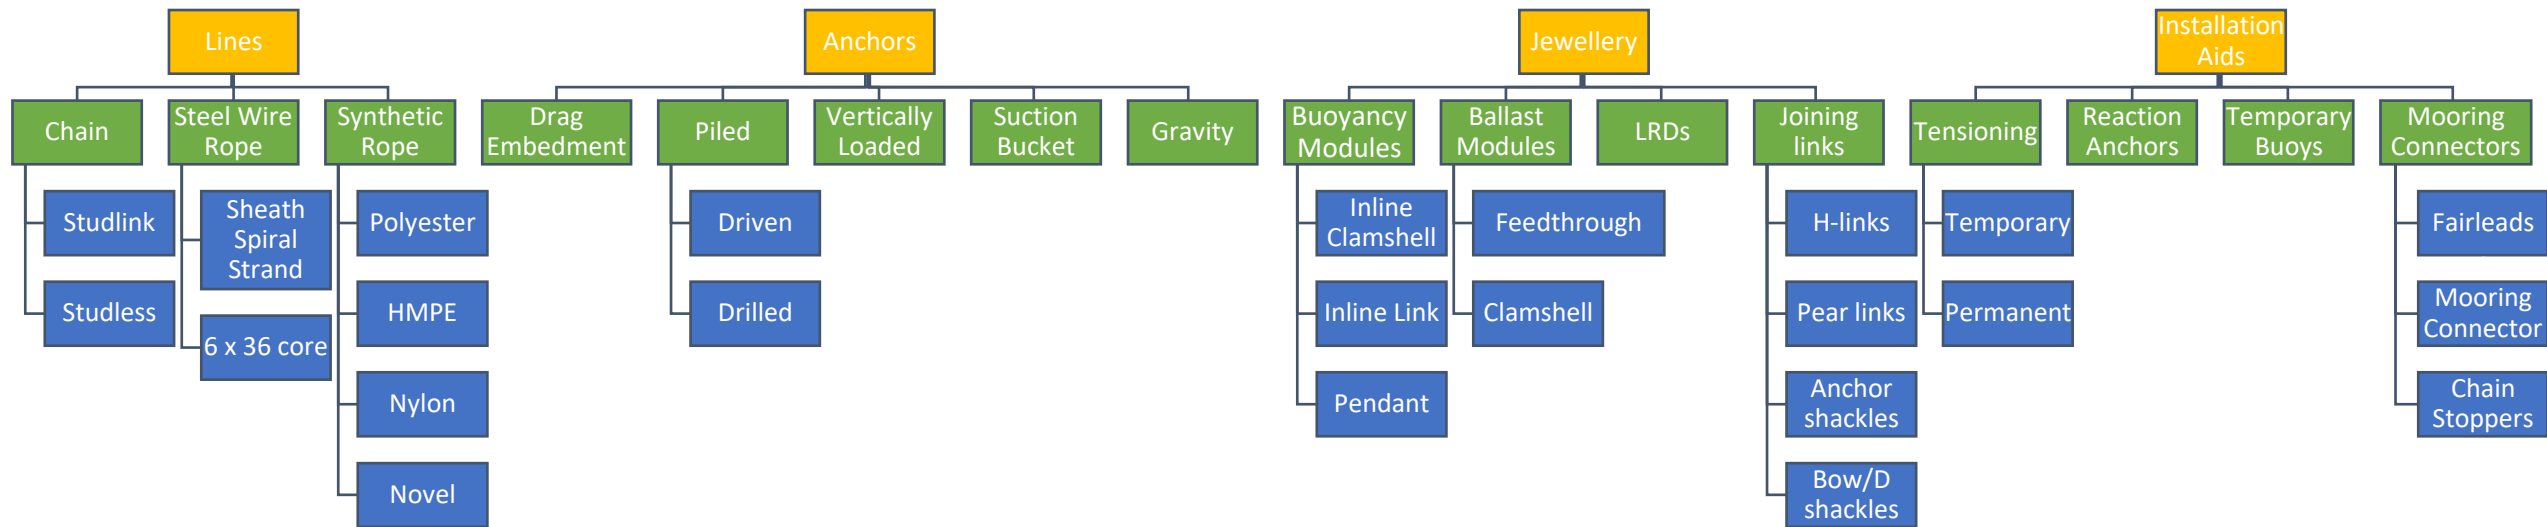 Lines
Anchors
Jewellery
Installation
Aids
Chain
Steel Wire
Rope
Synthetic
Rope
Drag
Embedment
Piled
Vertically
Loaded
Suction
Bucket
Gravity
Buoyancy
Modules
Ballast
Modules
LRDs
Joining
links
Tensioning
Reaction
Anchors
Temporary
Buoys
Mooring
Connectors
Studlink
Studless
Sheath
Spiral
Strand
6 x 36 core
Polyester
HMPE
Nylon
Novel
Driven
Drilled
Inline
Clamshell
Inline Link
Pendant
Feedthrough
Clamshell
H-links
Pear links
Anchor
shackles
Bow/D
shackles
Temporary
Permanent
Fairleads
Mooring
Connector
Chain
Stoppers